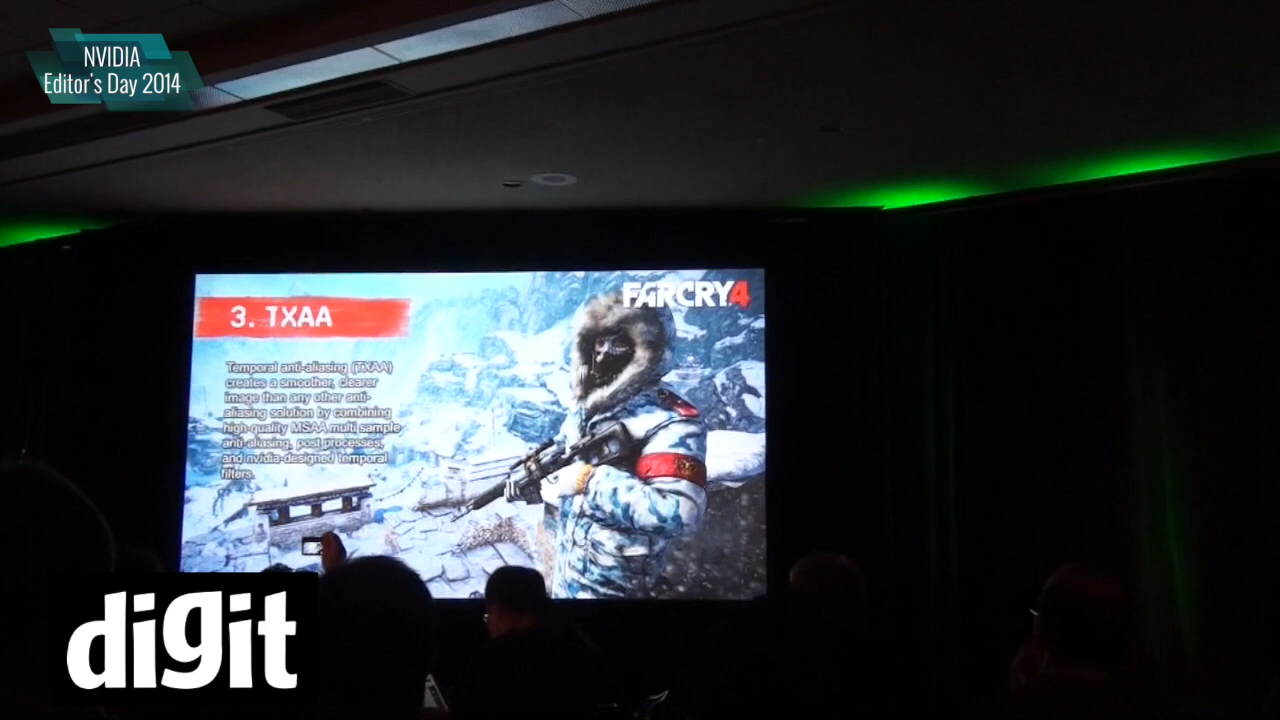 NVIDIA
Editor's Day 2014
FARCRY4
3. TXAA
Temporal anti-aliasing (TXAA)
creates a smoother, clearer
image than any other anti-
aliasing solution by combining
high-quality MSAA multi sample
anti-aliasing, post processes,
and nvidia-designed temporal
filters.
digit